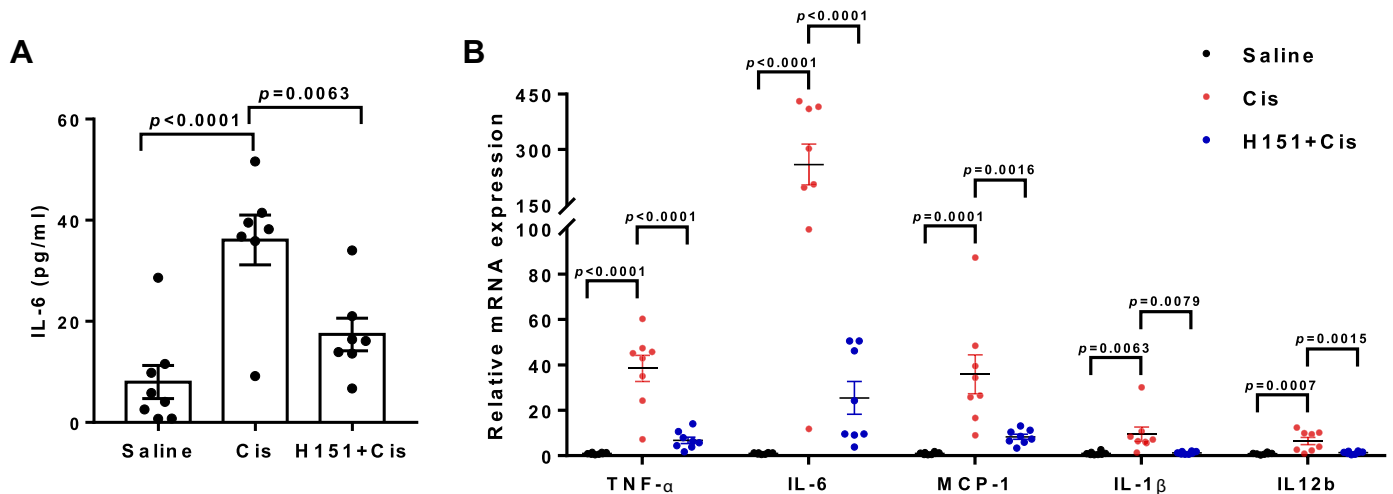 A
p<0.0001
p=0.0063
IL-6 (pg/ml)
60
40
20
0
Saline
Cis
H151+Cis
B
Relative mRNA expression
450
300
150
100
80
60
40
20
0
p<0.0001
p<0.0001
p<0.0001
p<0.0001
p=0.0001
p=0.0016
p=0.0063
p=0.0079
p=0.0007
p=0.0015
TNF-α
IL-6
MCP-1
IL-1β
IL12b
Saline
Cis
H151+Cis